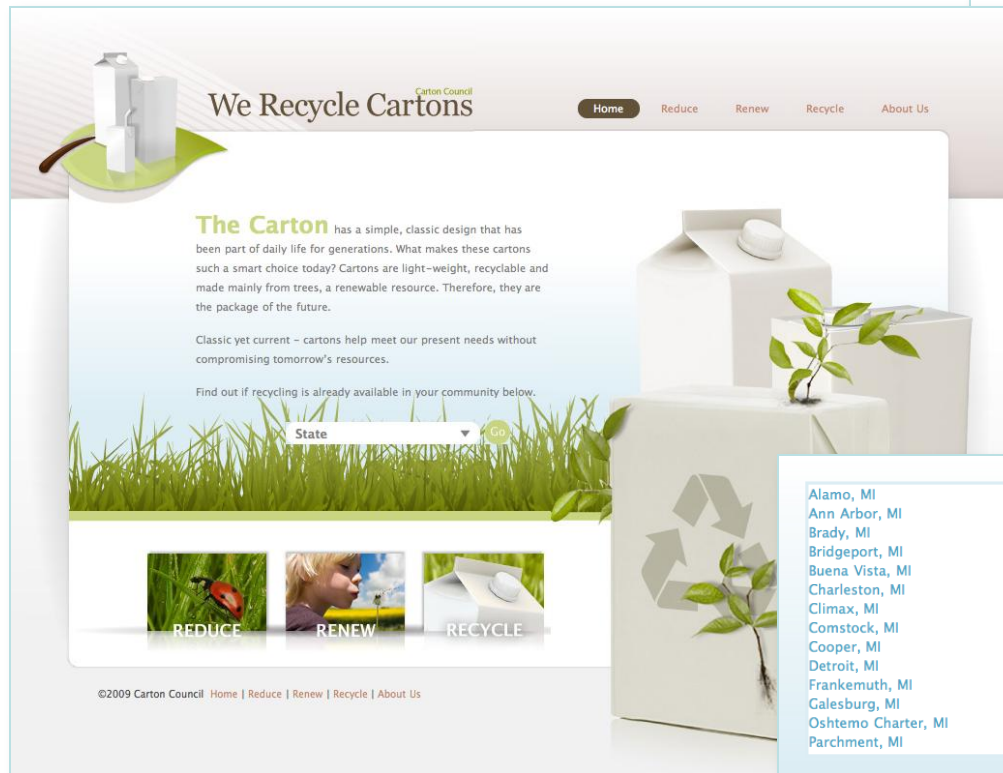 Carton Council
We Recycle Cartons
Home Reduce Renew Recycle About Us
The Carton has a simple, classic design that has
been part of daily life for generations. What makes these cartons
such a smart choice today? Cartons are light-weight, recyclable and
made mainly from trees, a renewable resource. Therefore, they are
the package of the future.
Classic yet current - cartons help meet our present needs without
compromising tomorrow's resources.
Find out if recycling is already available in your community below.
State Go
REDUCE RENEW RECYCLE
©2009 Carton Council Home | Reduce | Renew | Recycle | About Us
Alamo, MI
Ann Arbor, MI
Brady, MI
Bridgeport, MI
Buena Vista, MI
Charleston, MI
Climax, MI
Comstock, MI
Cooper, MI
Detroit, MI
Frankemuth, MI
Galesburg, MI
Oshtemo Charter, MI
Parchment, MI